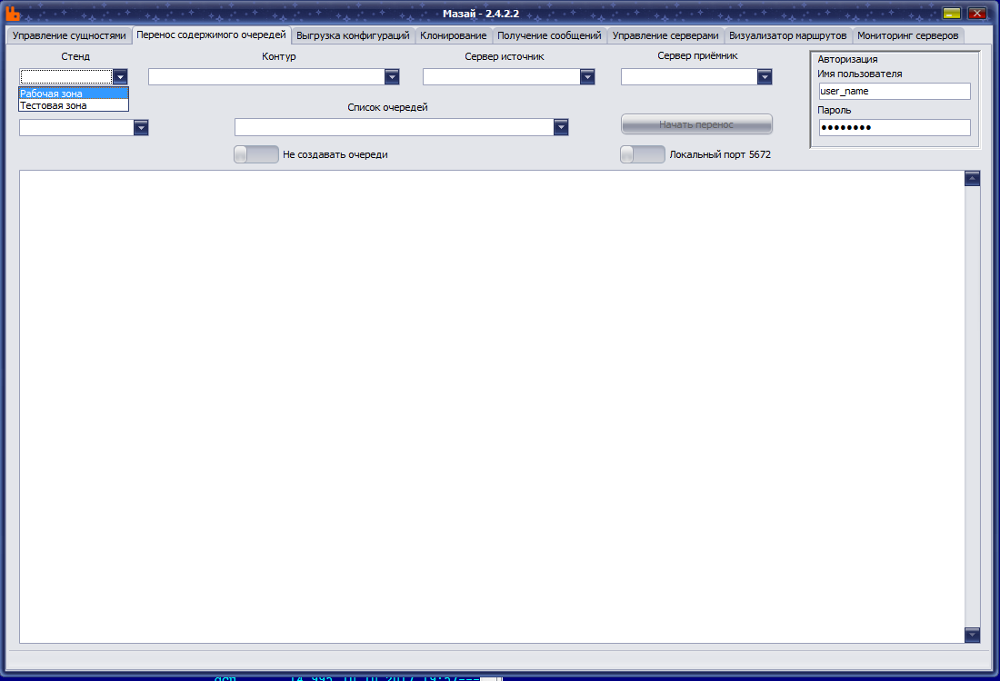 Мазай - 2.4.2.2
Управление сущностями Перенос содержимого очередей Выгрузка конфигураций Клонирование Получение сообщений Управление серверами Визуализатор маршрутов Мониторинг серверов
Стенд Контур Сервер источник Сервер приёмник
Авторизация
Имя пользователя
user_name
Пароль
●●●●●●●●
Рабочая зона
Тестовая зона
Список очередей
Начать перенос
Не создавать очереди
Локальный порт 5672